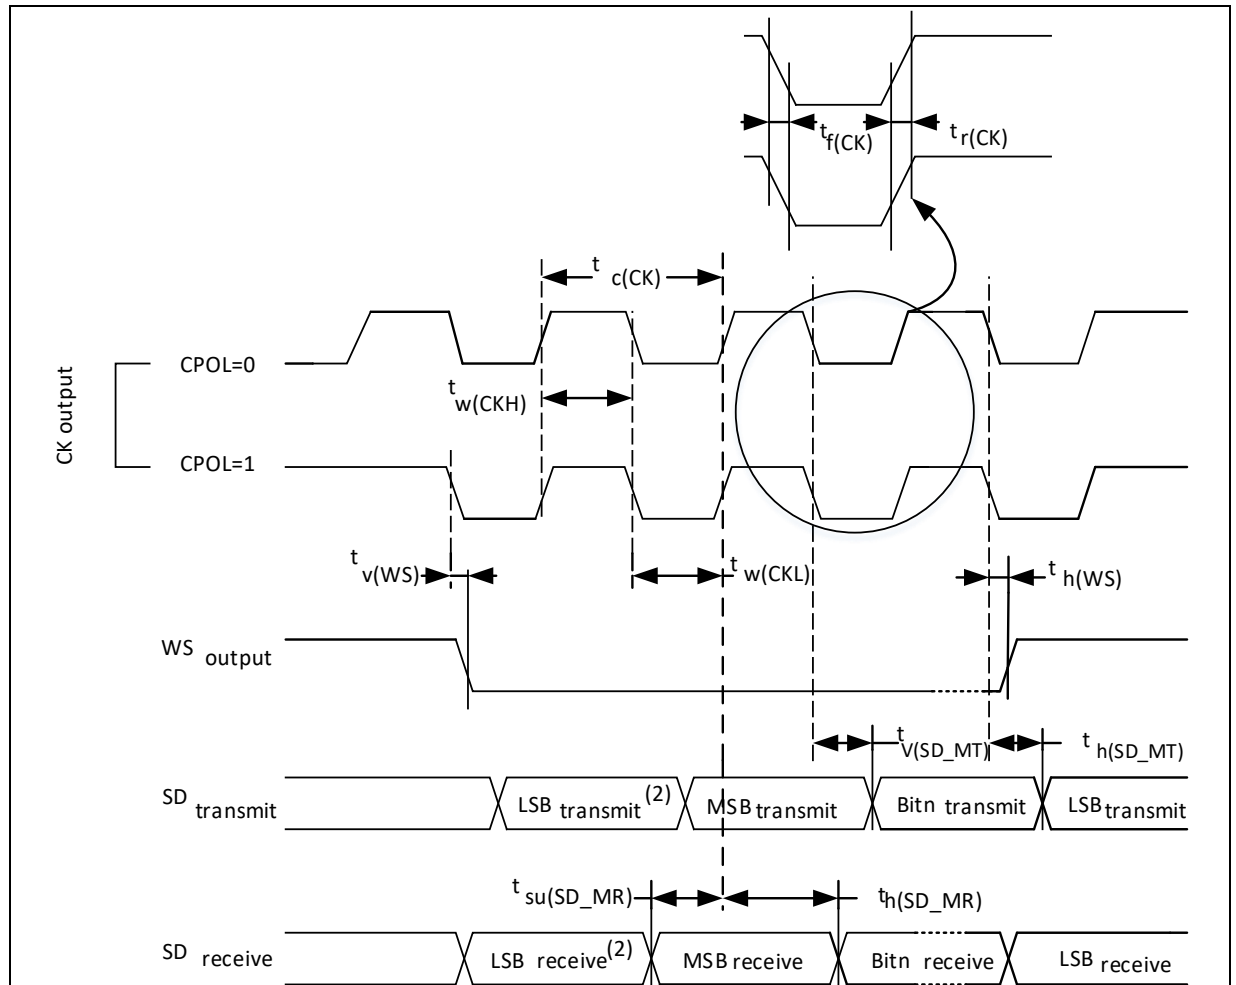 t f(CK)
t r(CK)
t c(CK)
CK output
CPOL=0
t w(CKH)
CPOL=1
t v(WS)
t w(CKL)
t h(WS)
WS output
t V(SD_MT)
t h(SD_MT)
SD transmit
LSB transmit(2)
MSB transmit
Bitn transmit
LSB transmit
t su(SD_MR)
th(SD_MR)
SD receive
LSB receive(2)
MSB receive
Bitn receive
LSB receive